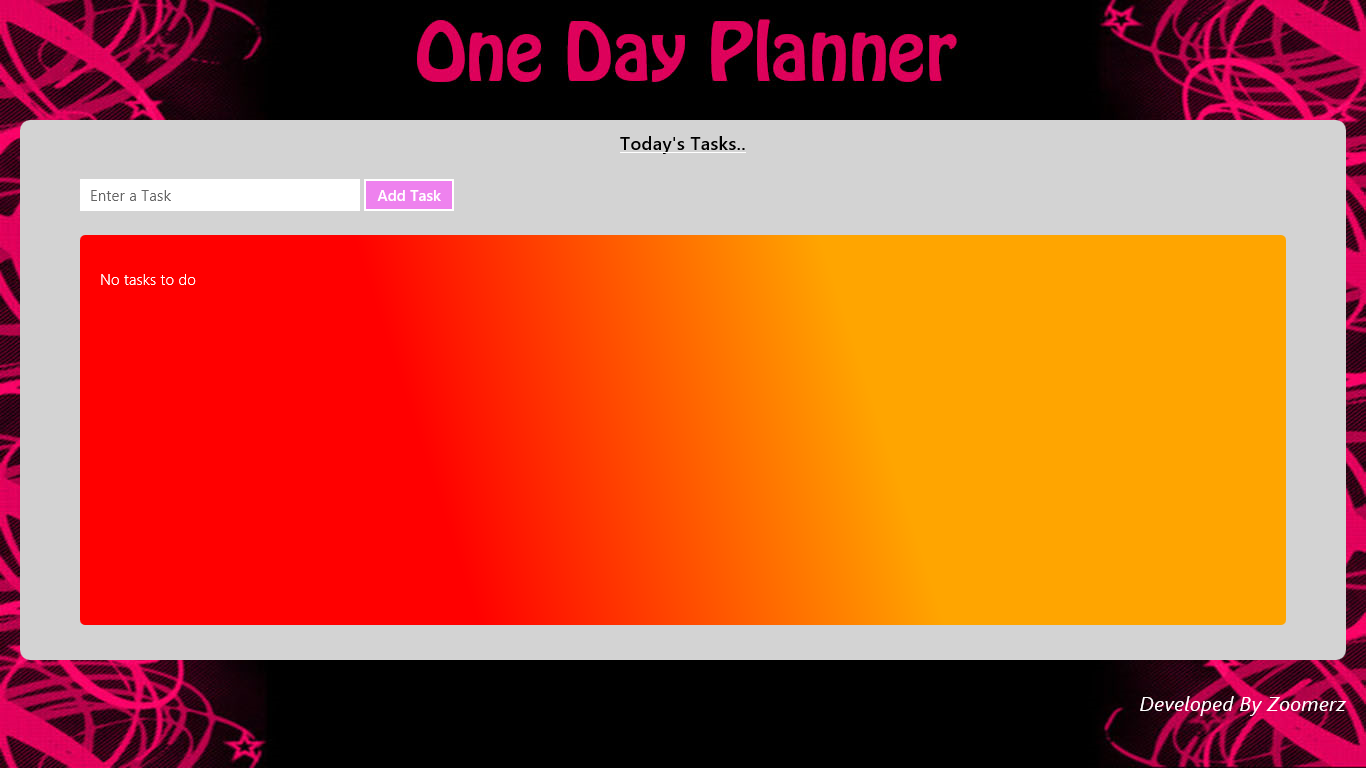 One Day Planner
Today's Tasks..
Enter a Task
Add Task
No tasks to do
Developed By Zoomerz